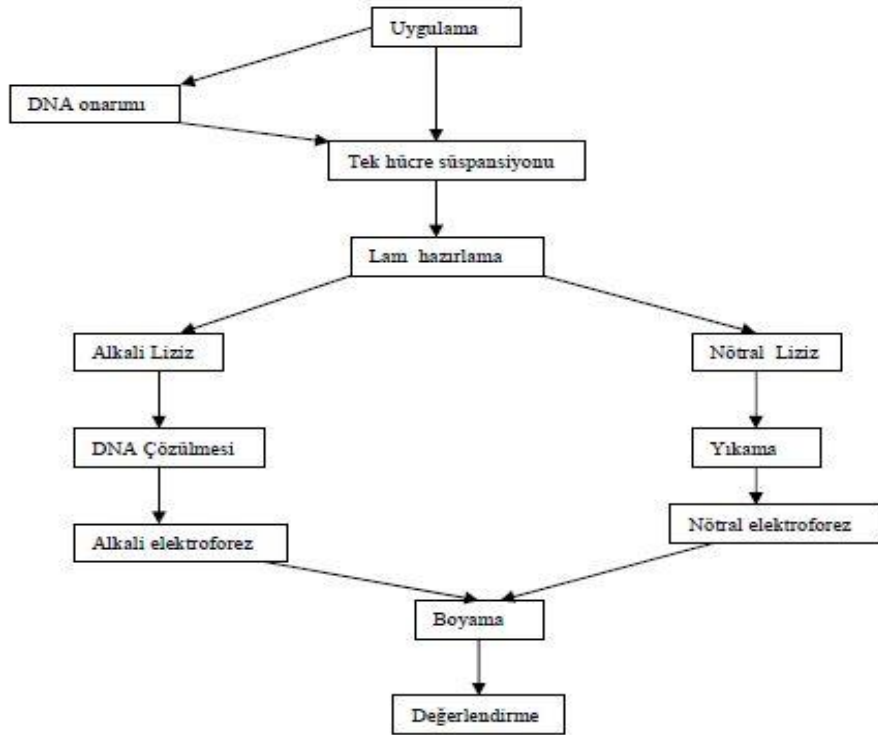 Uygulama
DNA onarımı
Tek hücre süspansiyonu
Lam hazırlama
Alkali Liziz
Nötral Liziz
DNA Çözülmesi
Yıkama
Alkali elektroforez
Nötral elektroforez
Boyama
Değerlendirme